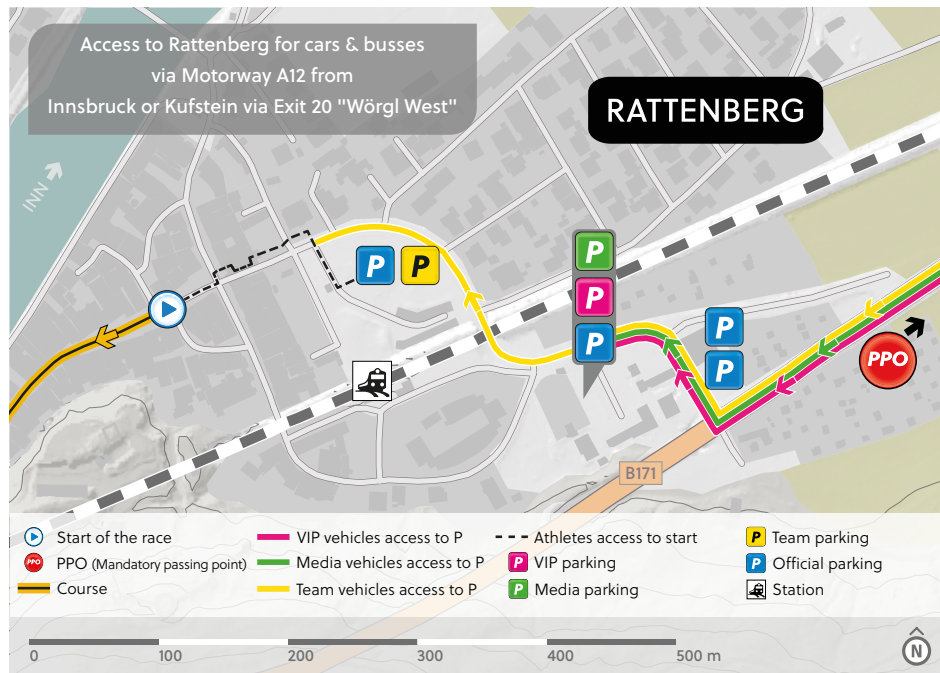 Access to Rattenberg for cars & busses
via Motorway A12 from
Innsbruck or Kufstein via Exit 20 "Wörgl West"
RATTENBERG
INN
P
P
P
P
P
P
P
PPO
B171
Start of the race
PPO
PPO (Mandatory passing point)
Course
VIP vehicles access to P
Media vehicles access to P
Team vehicles access to P
Athletes access to start
P
VIP parking
P
Media parking
P
Team parking
P
Official parking
Station
0
100
200
300
400
500 m
N